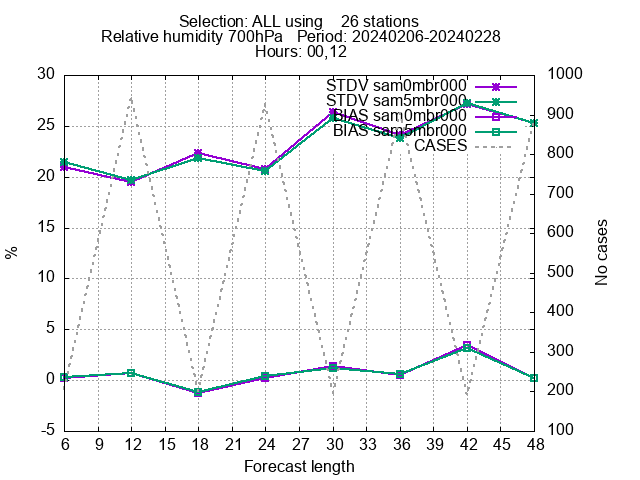 Selection: ALL using    26 stations
Relative humidity 700hPa   Period: 20240206-20240228
Hours: 00,12
STDV sam0mbr000
STDV sam5mbr000
BIAS sam0mbr000
BIAS sam5mbr000
CASES
30
25
20
15
10
5
0
-5
%
1000
900
800
700
600
500
400
300
200
100
No cases
6 9 12 15 18 21 24 27 30 33 36 39 42 45 48
Forecast length